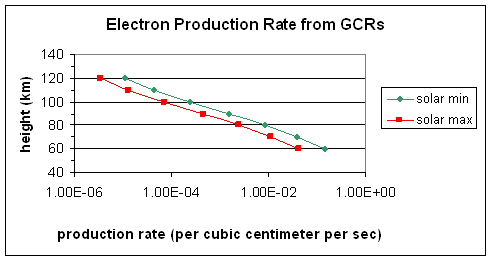 Electron Production Rate from GCRs
height (km)
140
120
100
80
60
40
1.00E-06 1.00E-04 1.00E-02 1.00E+00
production rate (per cubic centimeter per sec)
solar min
solar max